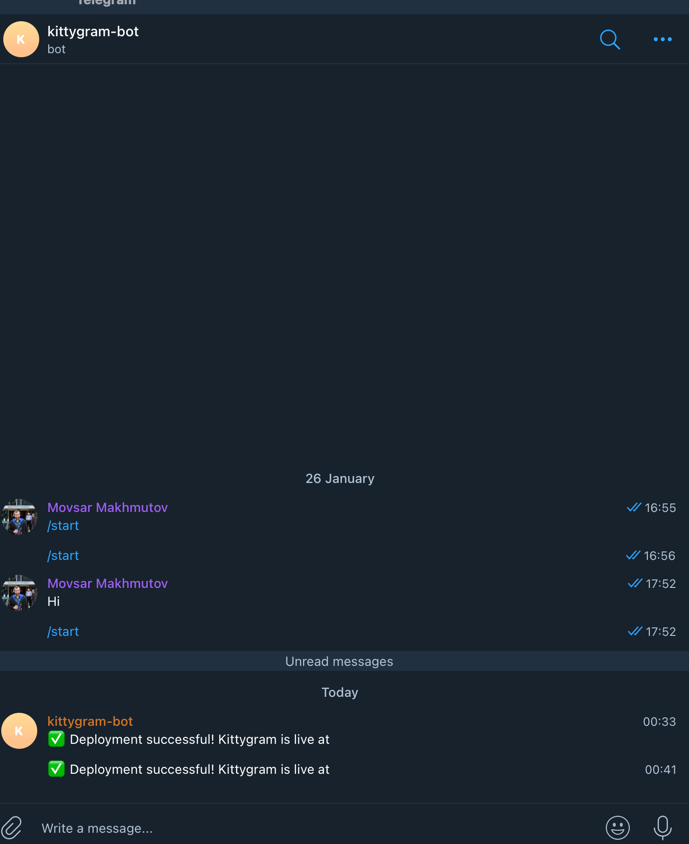 Telegram
K
kittygram-bot
bot
26 January
Movsar Makhmutov
16:55
/start
/start
16:56
Movsar Makhmutov
17:52
Hi
/start
17:52
Unread messages
Today
K
kittygram-bot
00:33
✅ Deployment successful! Kittygram is live at
✅ Deployment successful! Kittygram is live at
00:41
Write a message...